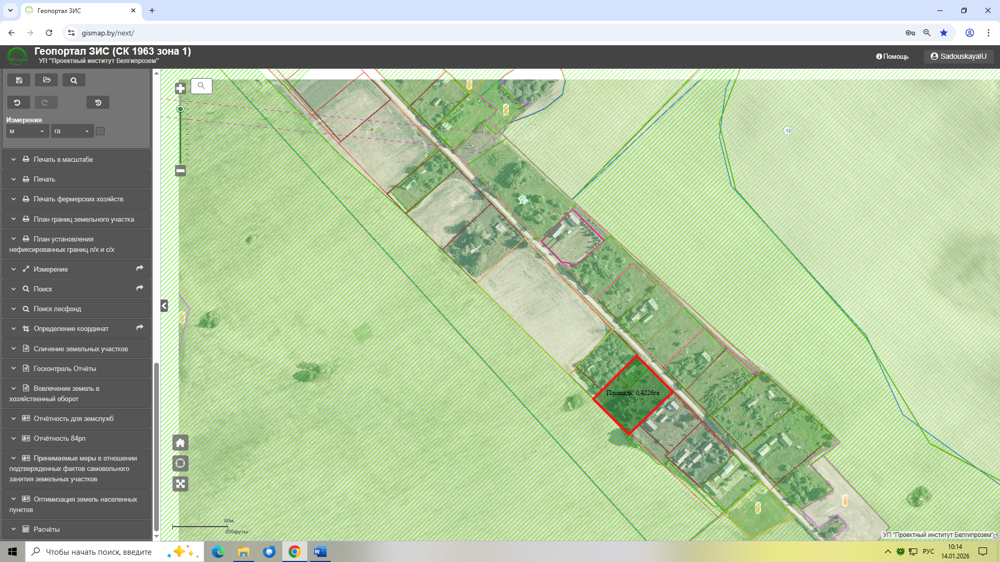 Геопортал ЗИС
gismap.by/next/
Геопортал ЗИС (СК 1963 зона 1)
УП "Проектный институт Белгипрозем"
Помощь
SadouskayaIU
Измерения
м
га
Печать в масштабе
Печать
Печать фермерских хозяйств
План границ земельного участка
План установления
нефиксированных границ л/х и с/х
Измерение
Поиск
Поиск лесфонд
Определение координат
Сличение земельных участков
Госконтроль Отчёты
Вовлечение земель в
хозяйственный оборот
Отчётность для земслужб
Отчётность 84рп
Принимаемые меры в отношении
подтвержденных фактов самовольного
занятия земельных участков
Оптимизация земель населенных
пунктов
Расчёты
12
Площадь: 0,4226га
60м
200футы
УП "Проектный институт Белгипрозем"
Чтобы начать поиск, введите
РУС
10:14
14.01.2026